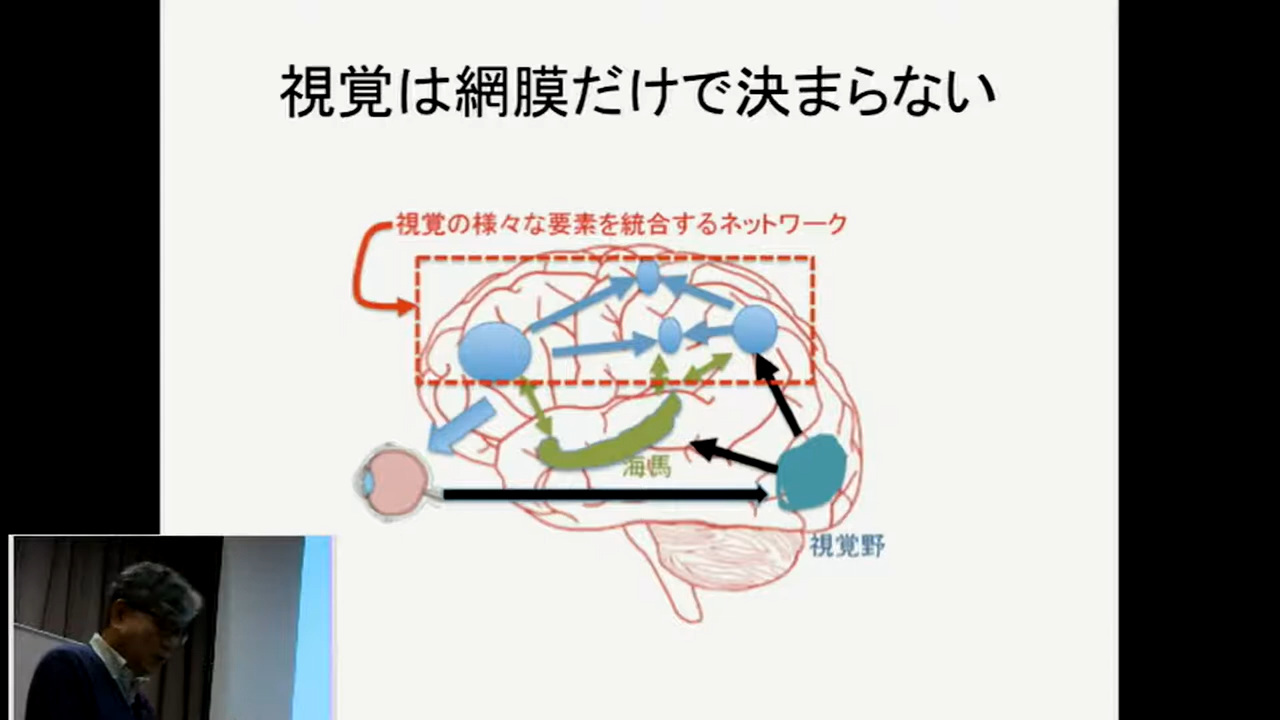 視覚は網膜だけで決まらない
視覚の様々な要素を統合するネットワーク
海馬
視覚野